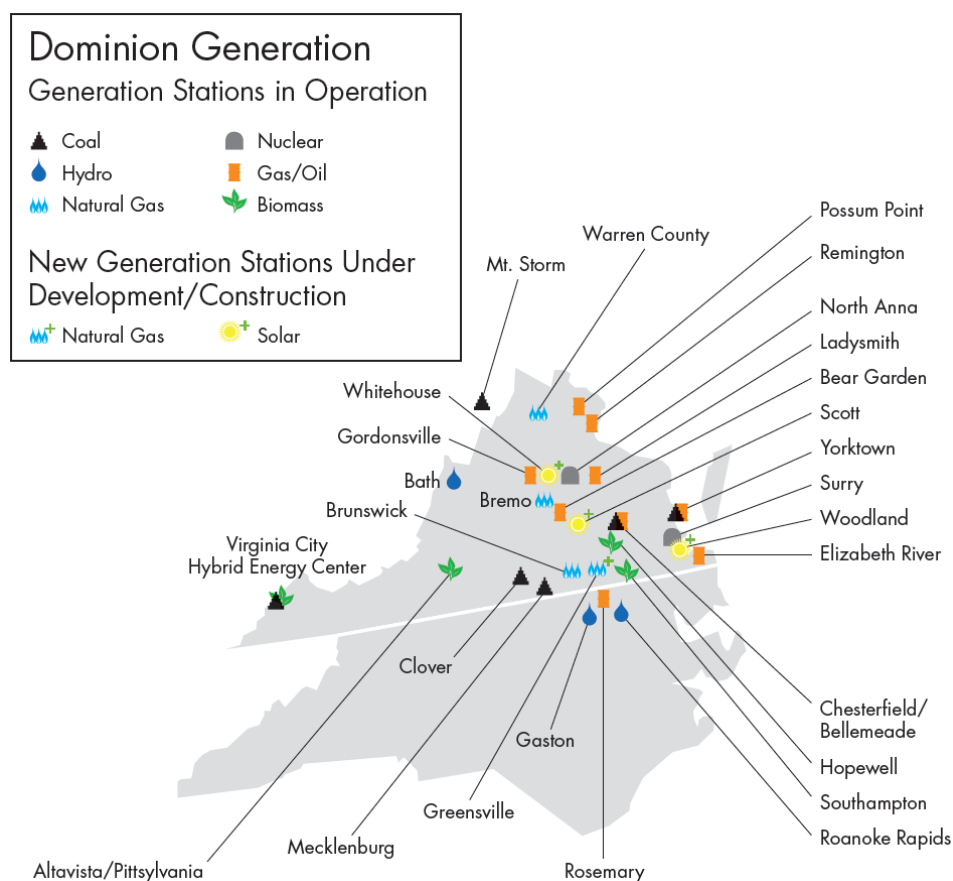 Dominion Generation
Generation Stations in Operation
Coal
Nuclear
Hydro
Gas/Oil
Natural Gas
Biomass
New Generation Stations Under
Development/Construction
Natural Gas
Solar
Possum Point
Warren County
Remington
Mt. Storm
North Anna
Ladysmith
Bear Garden
Whitehouse
Scott
Gordonsville
Yorktown
Bath
Surry
Bremo
Brunswick
Woodland
Virginia City
Hybrid Energy Center
Elizabeth River
Clover
Chesterfield/
Bellemeade
Gaston
Hopewell
Southampton
Greensville
Roanoke Rapids
Mecklenburg
Altavista/Pittsylvania
Rosemary